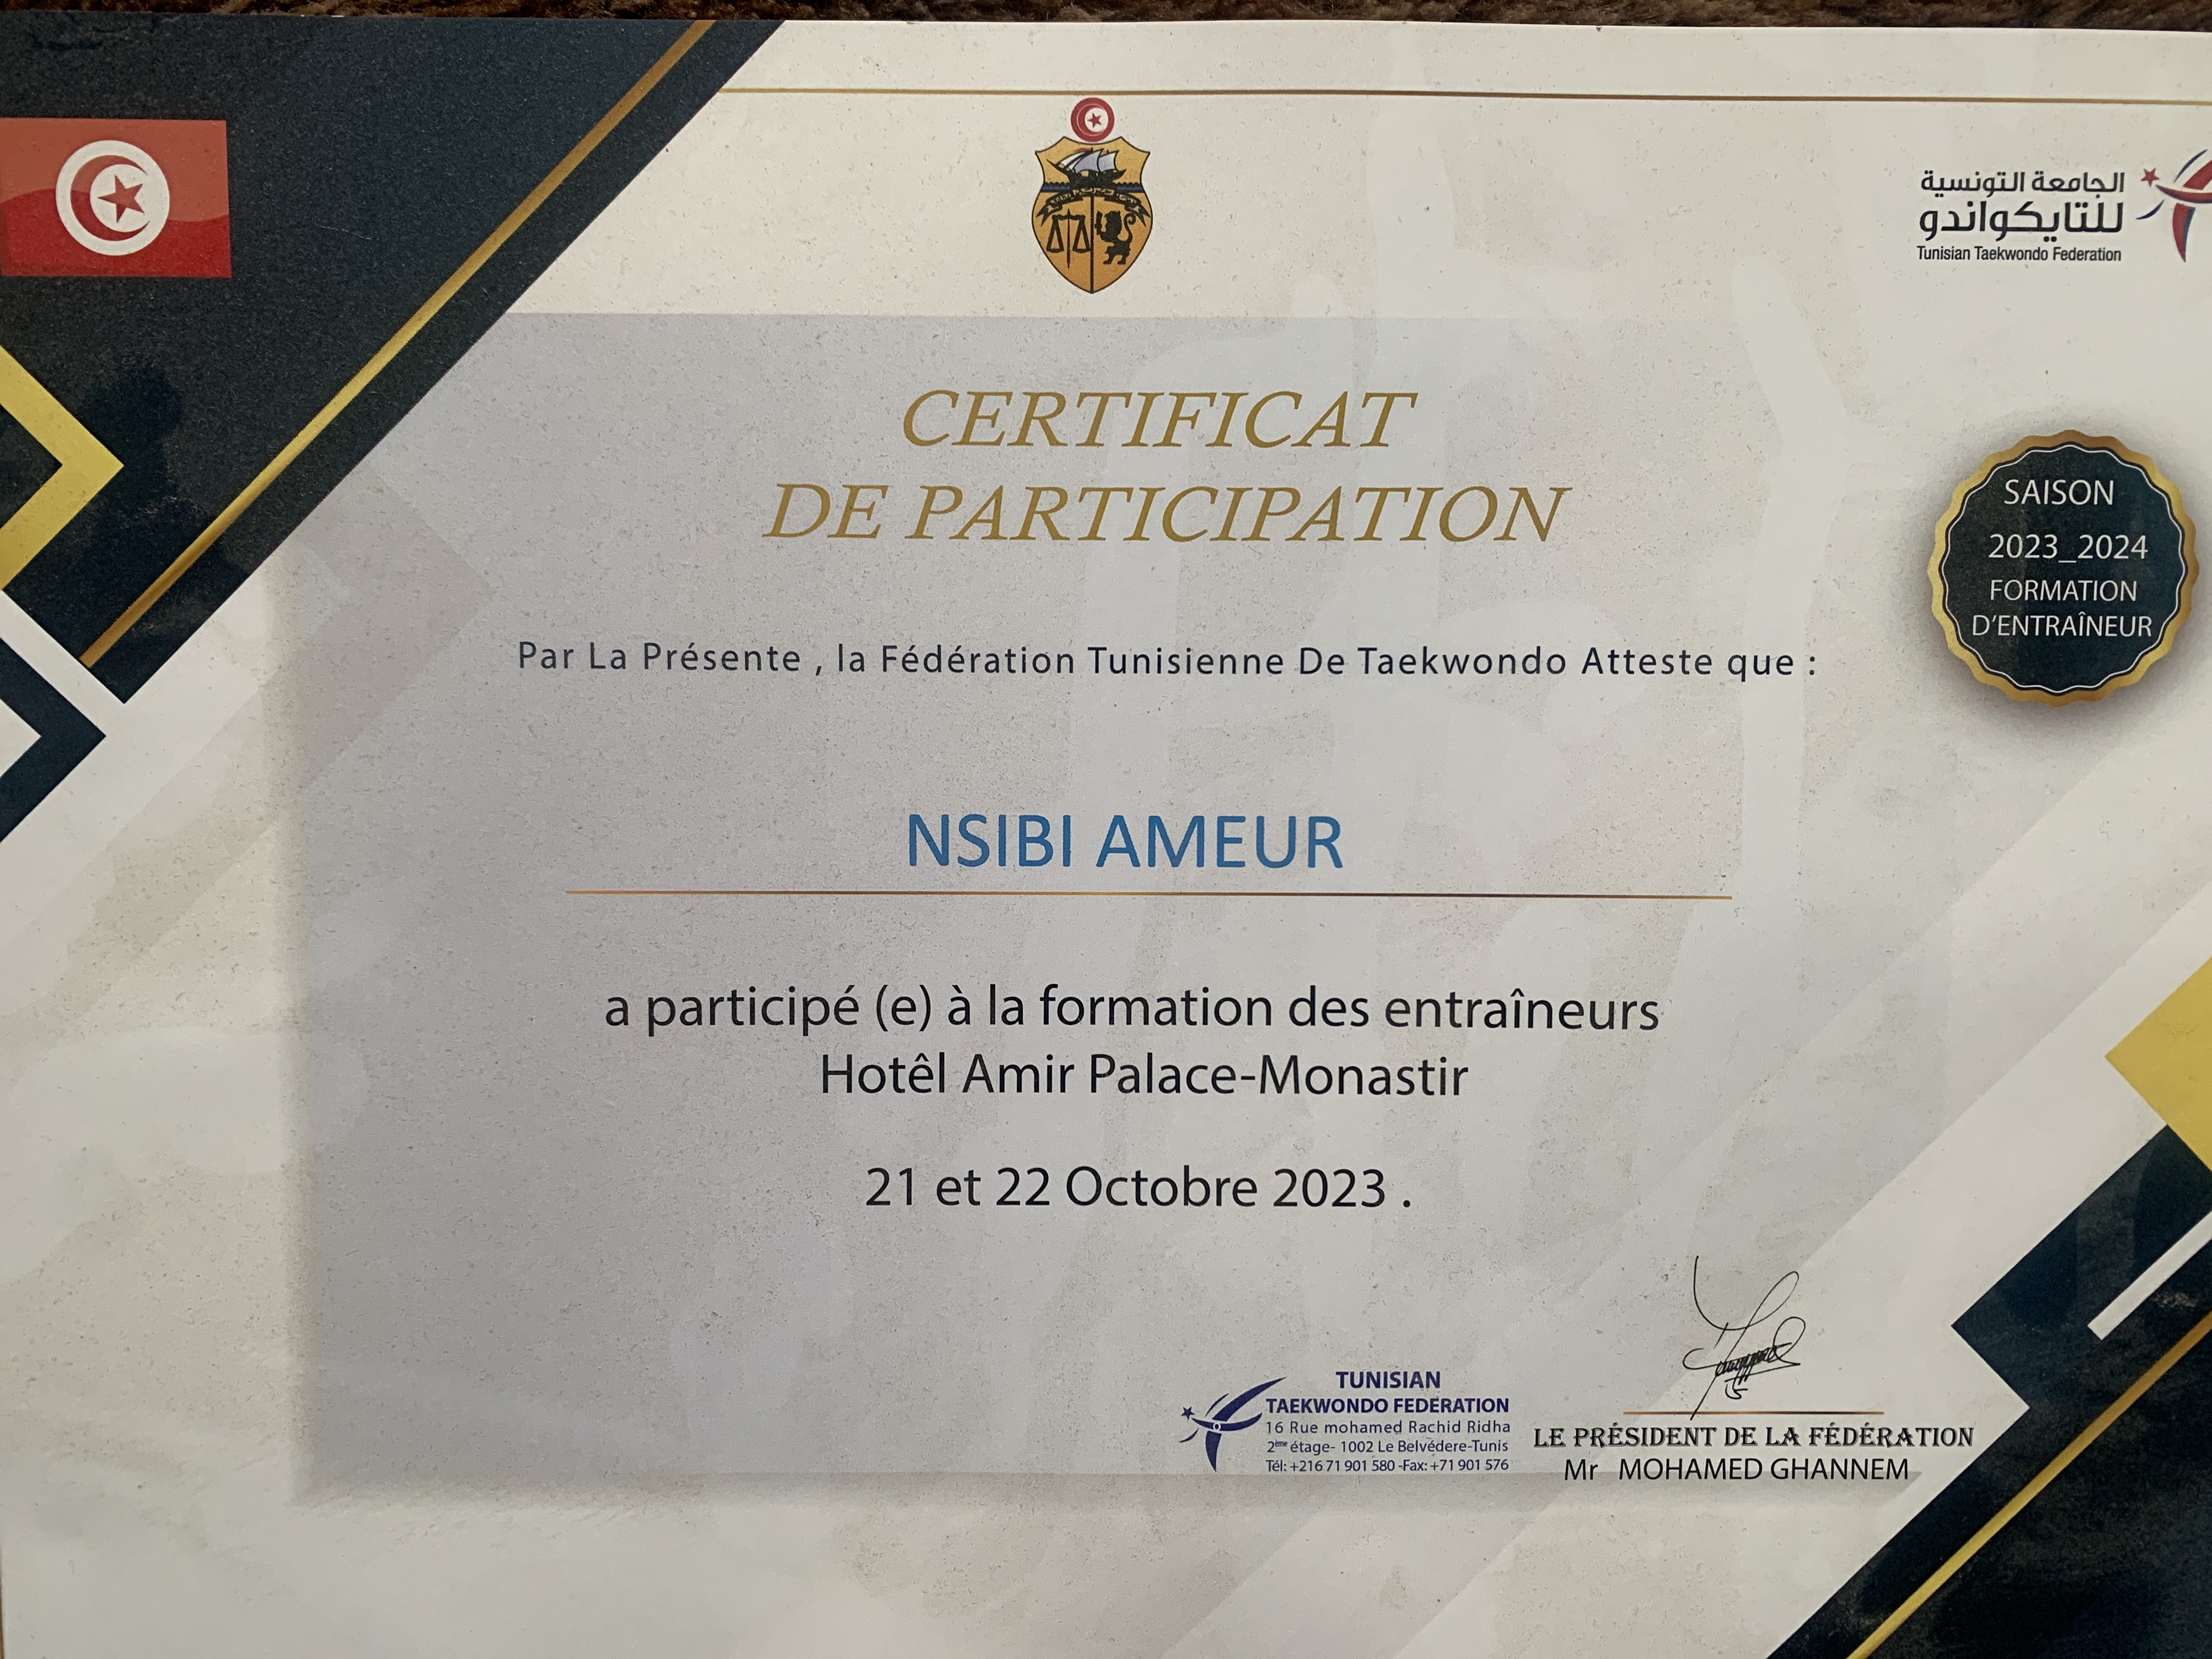 الجامعة التونسية
للتايكواندو
Tunisian Taekwondo Federation
CERTIFICAT
DE PARTICIPATION
SAISON
2023_2024
FORMATION
D'ENTRAÎNEUR
Par La Présente , la Fédération Tunisienne De Taekwondo Atteste que :
NSIBI AMEUR
a participé (e) à la formation des entraîneurs
Hotêl Amir Palace-Monastir
21 et 22 Octobre 2023 .
TUNISIAN
TAEKWONDO FEDERATION
16 Rue mohamed Rachid Ridha
2ème étage- 1002 Le Belvédere-Tunis
Tél: +216 71 901 580 -Fax: +71 901 576
LE PRÉSIDENT DE LA FÉDÉRATION
Mr MOHAMED GHANNEM